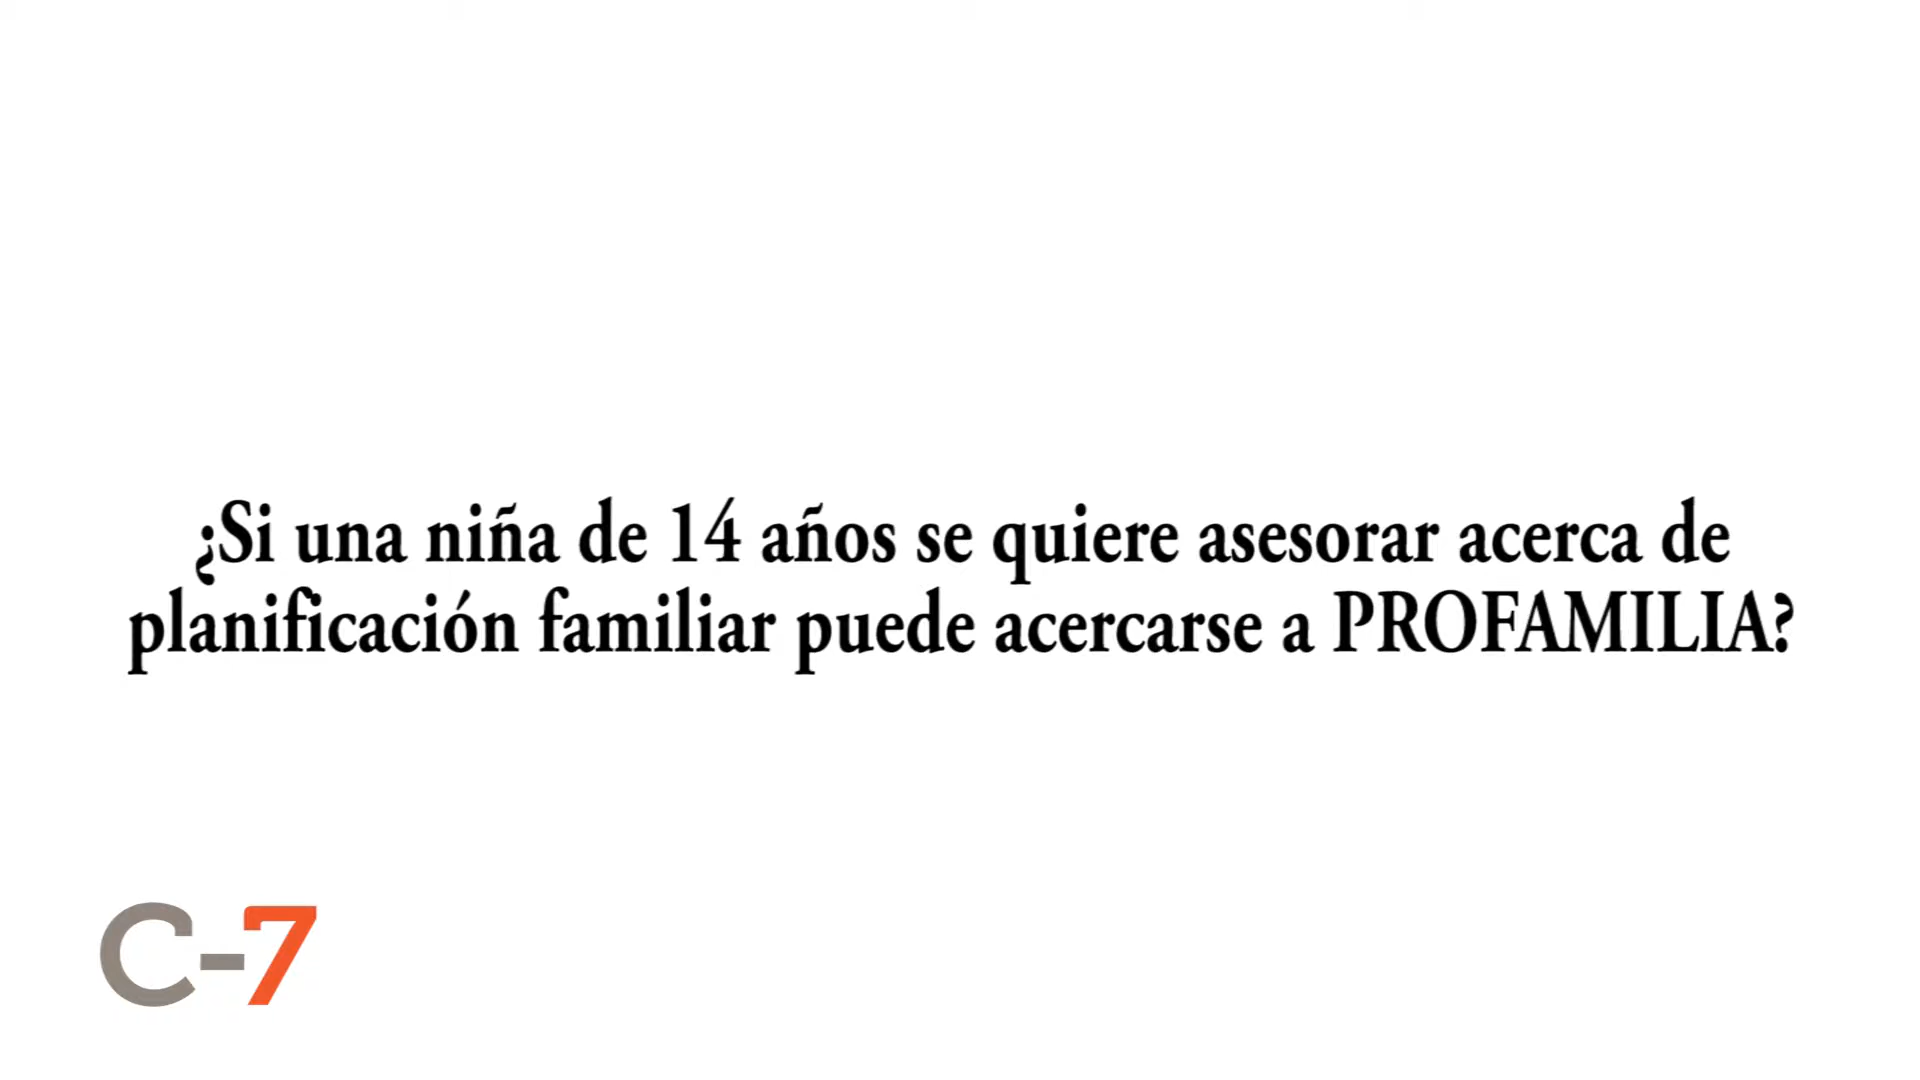 ¿Si una niña de 14 años se quiere asesorar acerca de
planificación familiar puede acercarse a PROFAMILIA?
C-7